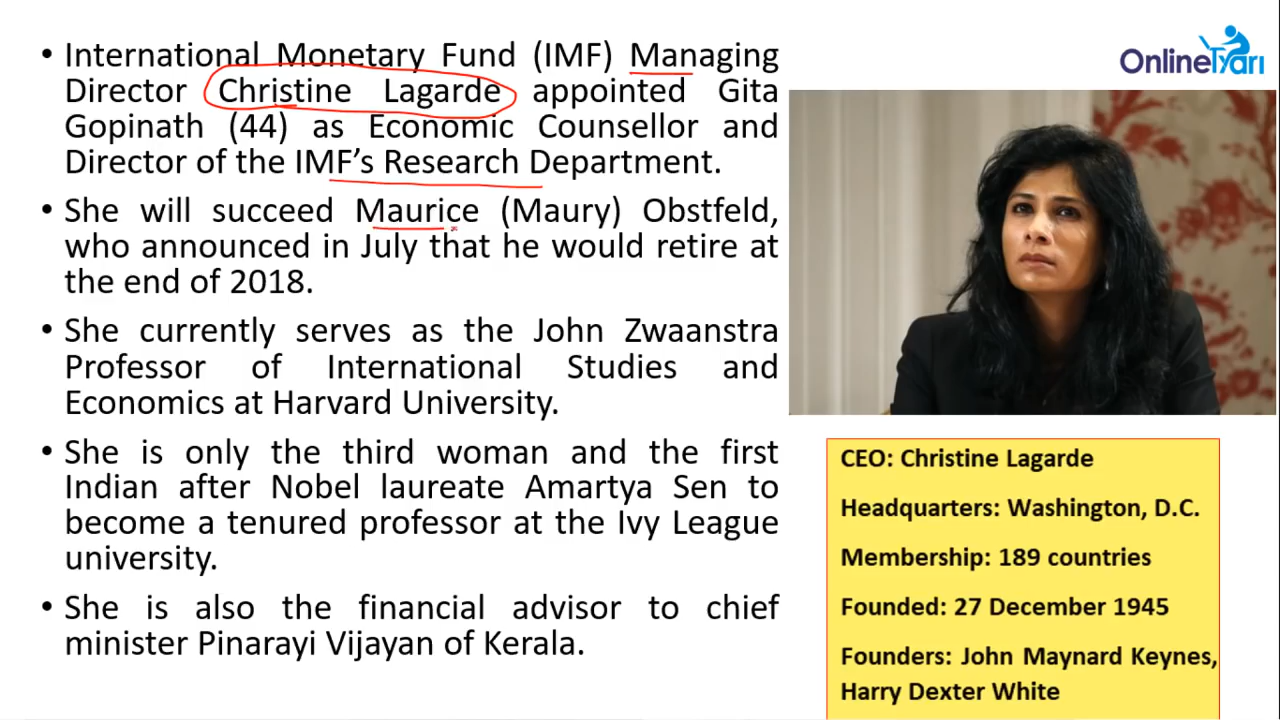 • International Monetary Fund (IMF) Managing
Director Christine Lagarde appointed Gita
Gopinath (44) as Economic Counsellor and
Director of the IMF’s Research Department.
• She will succeed Maurice (Maury) Obstfeld,
who announced in July that he would retire at
the end of 2018.
• She currently serves as the John Zwaanstra
Professor of International Studies and
Economics at Harvard University.
• She is only the third woman and the first
Indian after Nobel laureate Amartya Sen to
become a tenured professor at the Ivy League
university.
• She is also the financial advisor to chief
minister Pinarayi Vijayan of Kerala.
OnlineTyari
CEO: Christine Lagarde
Headquarters: Washington, D.C.
Membership: 189 countries
Founded: 27 December 1945
Founders: John Maynard Keynes,
Harry Dexter White